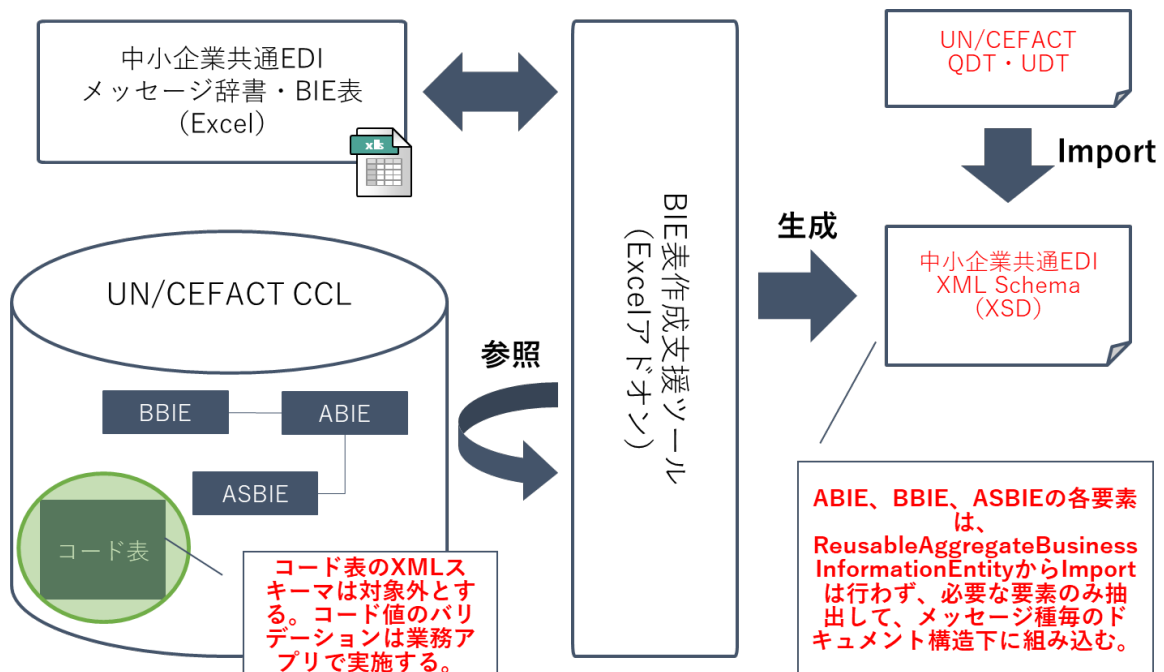 中小企業共通EDI
メッセージ辞書・BIE表
（Excel）
xls
UN/CEFACT
QDT・UDT
Import
BIE表作成支援ツール
（Excelアドオン）
生成
中小企業共通EDI
XML Schema
（XSD）
UN/CEFACT CCL
参照
BBIE
ABIE
ASBIE
コード表
コード表のXMLス
キーマは対象外とす
る。コード値のバリ
デーションは業務ア
プリで実施する。
ABIE、BBIE、ASBIEの各要素
は、
ReusableAggregateBusiness
InformationEntityからImport
は行わず、必要な要素のみ抽
出して、メッセージ種毎のド
キュメント構造下に組み込む。